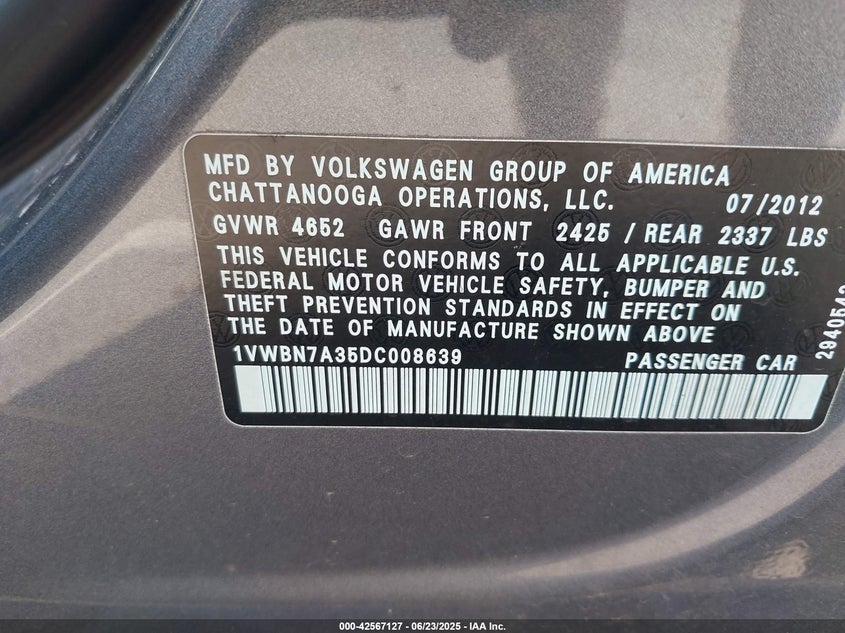 MFD BY VOLKSWAGEN GROUP OF AMERICA
CHATTANOOGA OPERATIONS, LLC. 07/2012
GVWR 4652 GAWR FRONT 2425 / REAR 2337 LBS
THIS VEHICLE CONFORMS TO ALL APPLICABLE U.S.
FEDERAL MOTOR VEHICLE SAFETY, BUMPER AND
THEFT PREVENTION STANDARDS IN EFFECT ON
THE DATE OF MANUFACTURE SHOWN ABOVE
1VWBN7A35DC008639 PASSENGER CAR
000-42567127 - 06/23/2025 - IAA Inc.